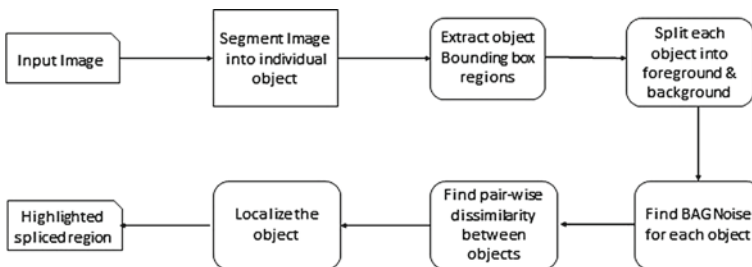 Input Image
Segment Image
into individual
object
Extract object
Bounding box
regions
Split each
object into
foreground &
background
Find BAG Noise
for each object
Find pair-wise
dissimilarity
between
objects
Localize the
object
Highlighted
spliced region